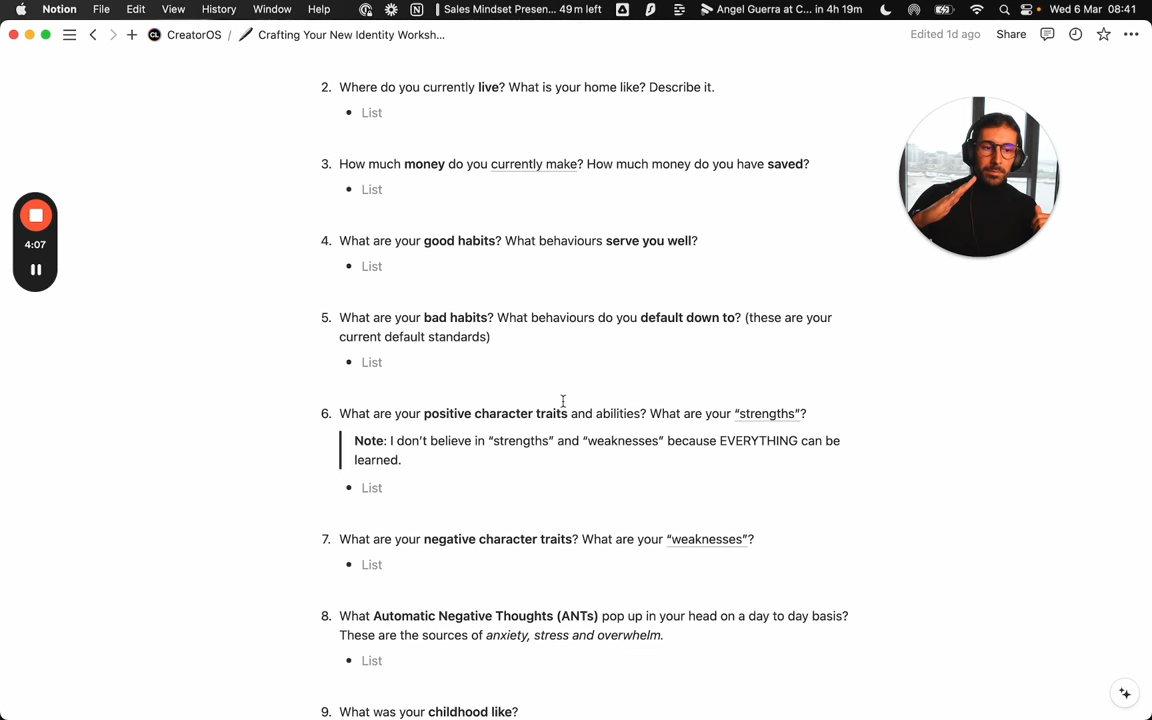 Notion File Edit View History Window Help Sales Mindset Presen... 49 m left Angel Guerra at C... in 4h 19m Wed 6 Mar 08:41
CL CreatorOS / Crafting Your New Identity Worksh... Edited 1d ago Share
2. Where do you currently live? What is your home like? Describe it.
• List
3. How much money do you currently make? How much money do you have saved?
• List
4:07
4. What are your good habits? What behaviours serve you well?
• List
5. What are your bad habits? What behaviours do you default down to? (these are your
current default standards)
• List
6. What are your positive character traits and abilities? What are your “strengths”?
Note: I don’t believe in “strengths” and “weaknesses” because EVERYTHING can be
learned.
• List
7. What are your negative character traits? What are your “weaknesses”?
• List
8. What Automatic Negative Thoughts (ANTs) pop up in your head on a day to day basis?
These are the sources of anxiety, stress and overwhelm.
• List
9. What was your childhood like?